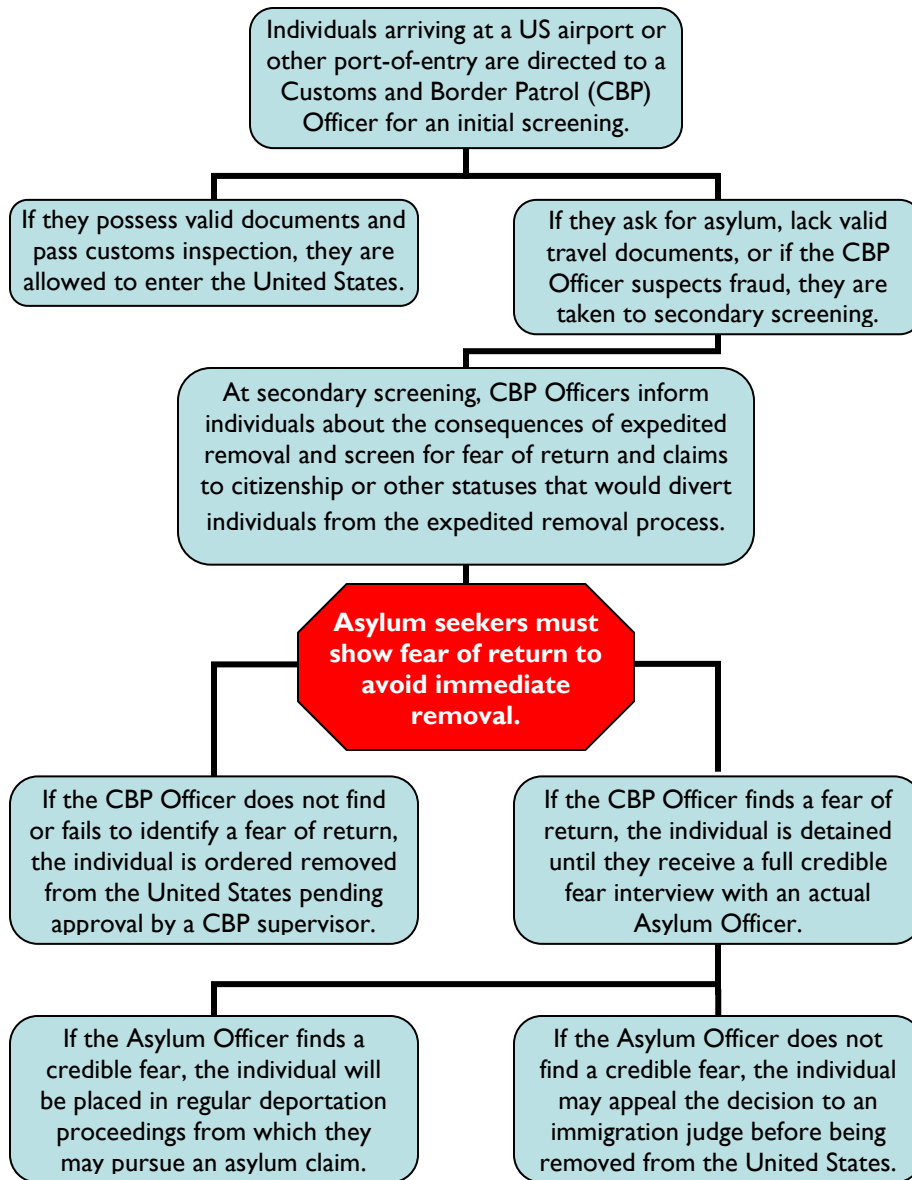 Individuals arriving at a US airport or
other port-of-entry are directed to a
Customs and Border Patrol (CBP)
Officer for an initial screening.
If they possess valid documents and
pass customs inspection, they are
allowed to enter the United States.
If they ask for asylum, lack valid
travel documents, or if the CBP
Officer suspects fraud, they are
taken to secondary screening.
At secondary screening, CBP Officers inform
individuals about the consequences of expedited
removal and screen for fear of return and claims
to citizenship or other statuses that would divert
individuals from the expedited removal process.
Asylum seekers must
show fear of return to
avoid immediate
removal.
If the CBP Officer does not find
or fails to identify a fear of return,
the individual is ordered removed
from the United States pending
approval by a CBP supervisor.
If the CBP Officer finds a fear of
return, the individual is detained
until they receive a full credible
fear interview with an actual
Asylum Officer.
If the Asylum Officer finds a
credible fear, the individual will
be placed in regular deportation
proceedings from which they
may pursue an asylum claim.
If the Asylum Officer does not
find a credible fear, the individual
may appeal the decision to an
immigration judge before being
removed from the United States.